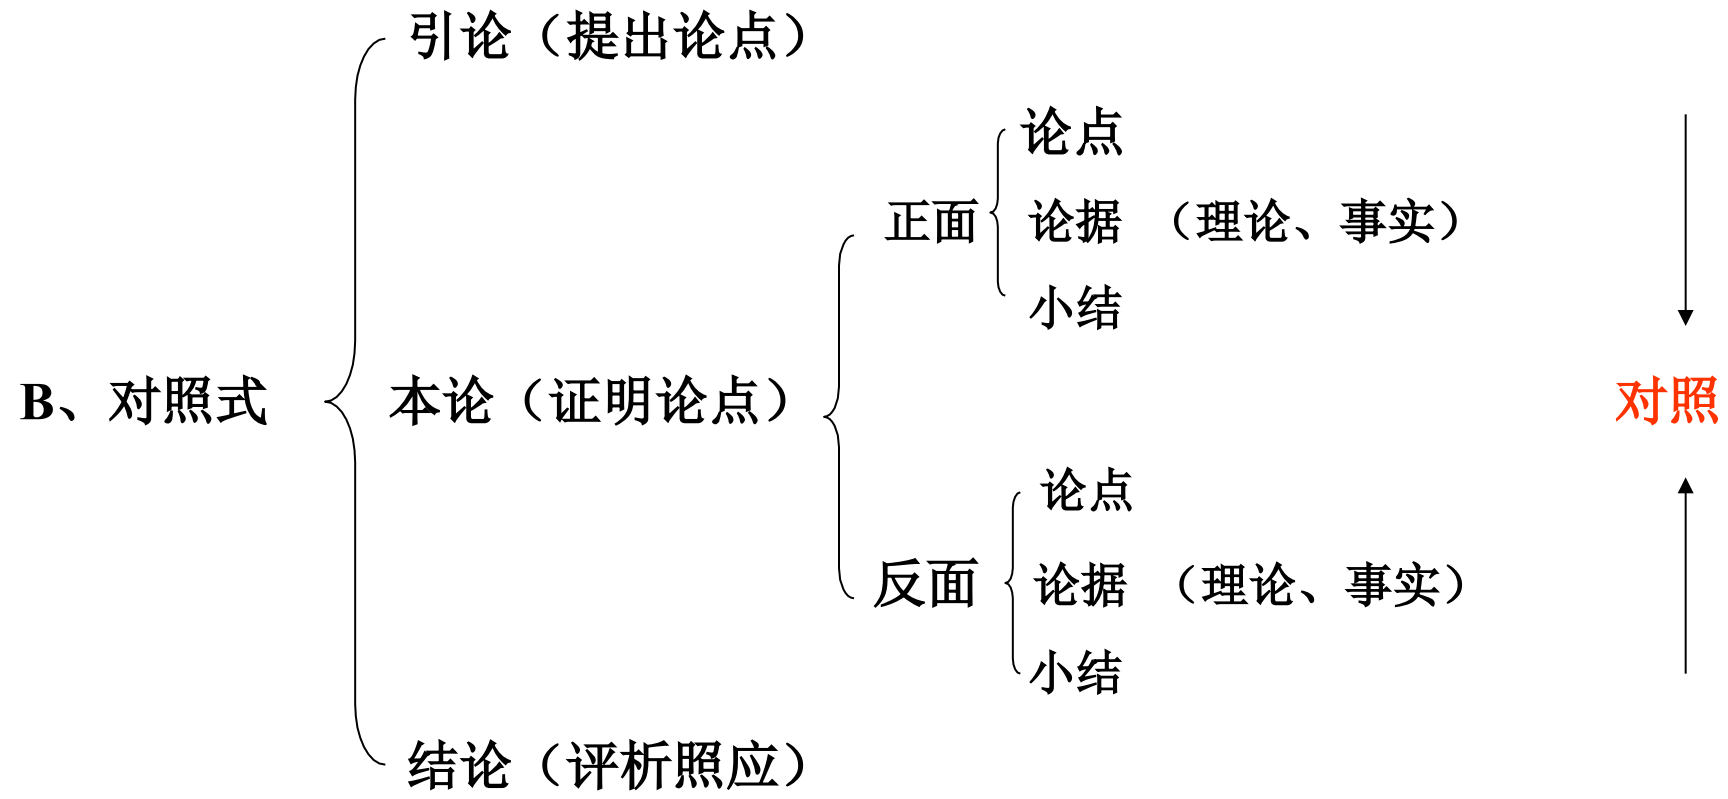 引论（提出论点）
论点
正面
论据 （理论、事实）
小结
B、对照式
本论（证明论点）
对照
论点
反面
论据 （理论、事实）
小结
结论（评析照应）